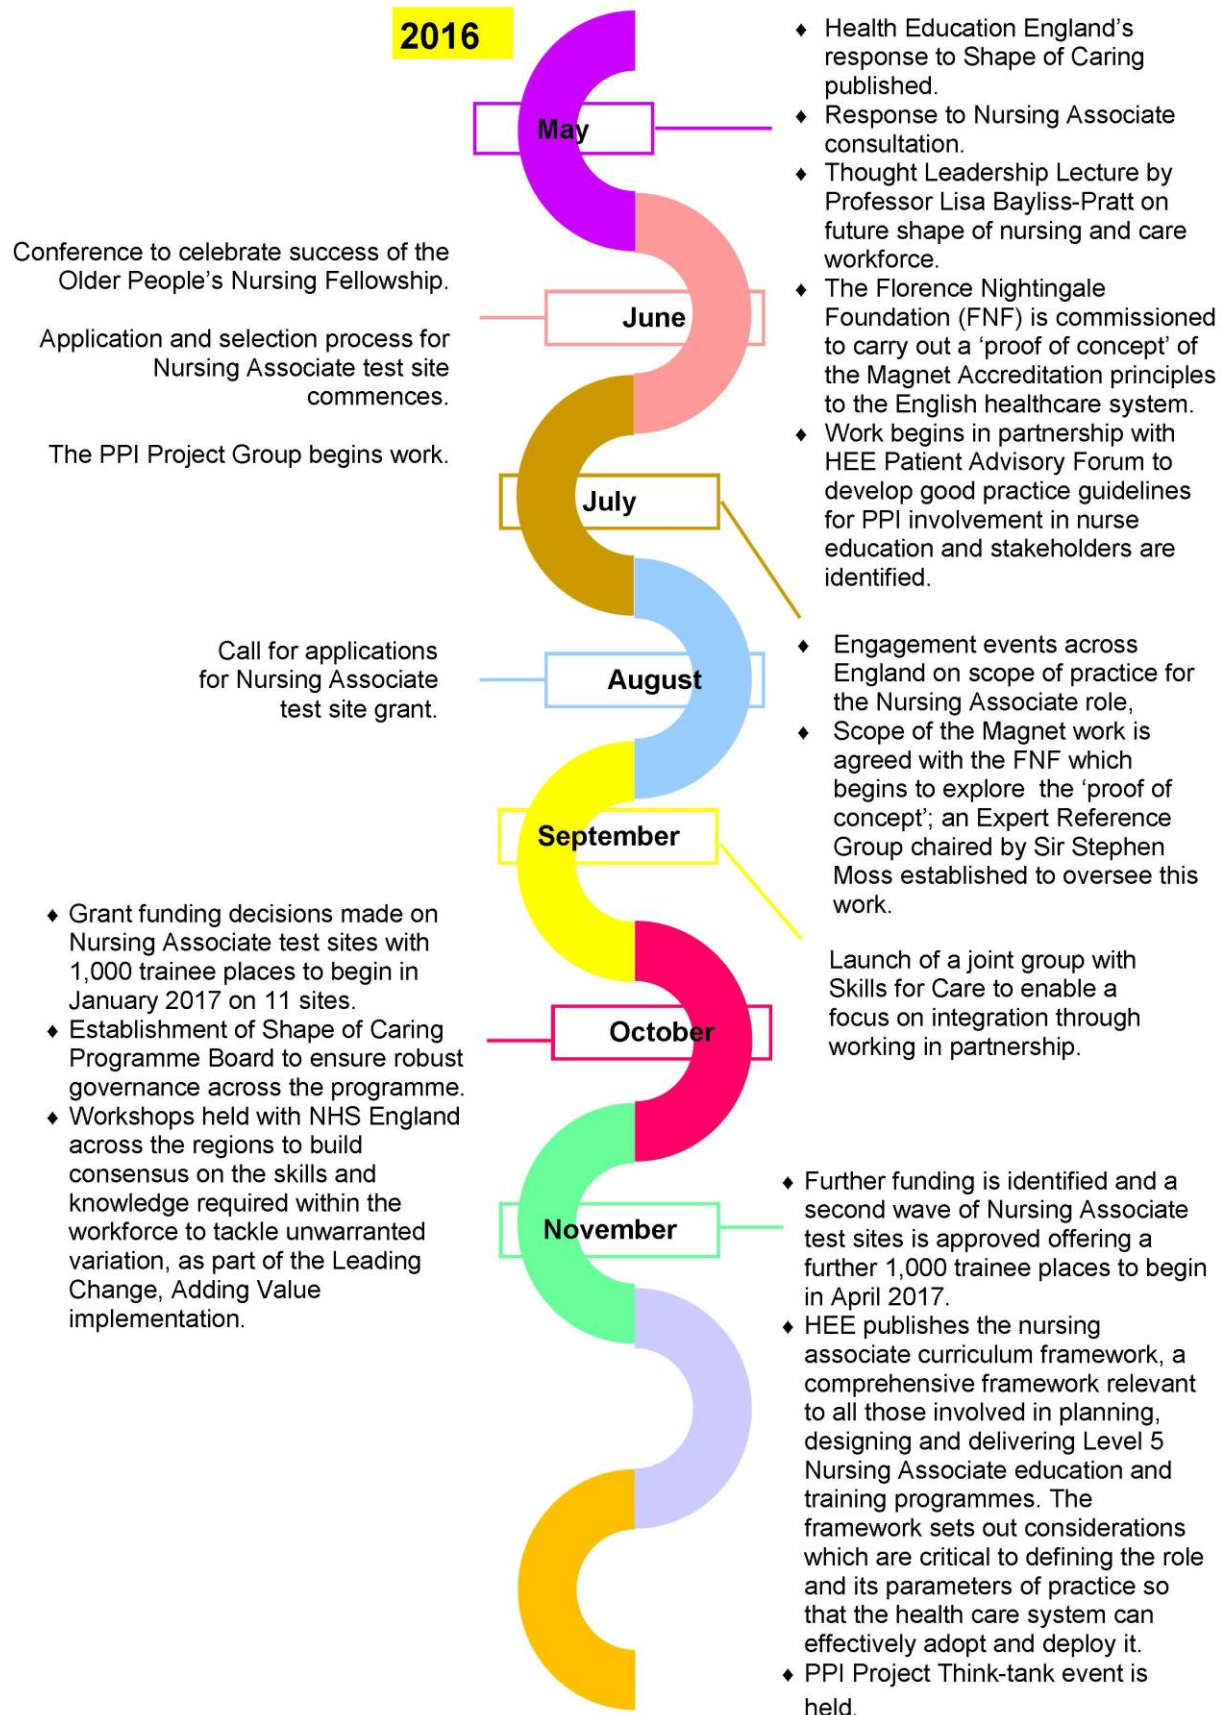 2016
May
♦ Health Education England's
response to Shape of Caring
published.
♦ Response to Nursing Associate
consultation.
♦ Thought Leadership Lecture by
Professor Lisa Bayliss-Pratt on
future shape of nursing and care
workforce.
♦ The Florence Nightingale
Foundation (FNF) is commissioned
to carry out a ‘proof of concept’ of
the Magnet Accreditation principles
to the English healthcare system.
♦ Work begins in partnership with
HEE Patient Advisory Forum to
develop good practice guidelines
for PPI involvement in nurse
education and stakeholders are
identified.
June
Conference to celebrate success of the
Older People's Nursing Fellowship.
Application and selection process for
Nursing Associate test site
commences.
The PPI Project Group begins work.
July
♦ Engagement events across
England on scope of practice for
the Nursing Associate role,
♦ Scope of the Magnet work is
agreed with the FNF which
begins to explore the ‘proof of
concept’; an Expert Reference
Group chaired by Sir Stephen
Moss established to oversee this
work.
August
Call for applications
for Nursing Associate
test site grant.
September
Launch of a joint group with
Skills for Care to enable a
focus on integration through
working in partnership.
October
♦ Grant funding decisions made on
Nursing Associate test sites with
1,000 trainee places to begin in
January 2017 on 11 sites.
♦ Establishment of Shape of Caring
Programme Board to ensure robust
governance across the programme.
♦ Workshops held with NHS England
across the regions to build
consensus on the skills and
knowledge required within the
workforce to tackle unwarranted
variation, as part of the Leading
Change, Adding Value
implementation.
November
♦ Further funding is identified and a
second wave of Nursing Associate
test sites is approved offering a
further 1,000 trainee places to begin
in April 2017.
♦ HEE publishes the nursing
associate curriculum framework, a
comprehensive framework relevant
to all those involved in planning,
designing and delivering Level 5
Nursing Associate education and
training programmes. The
framework sets out considerations
which are critical to defining the role
and its parameters of practice so
that the health care system can
effectively adopt and deploy it.
♦ PPI Project Think-tank event is
held.